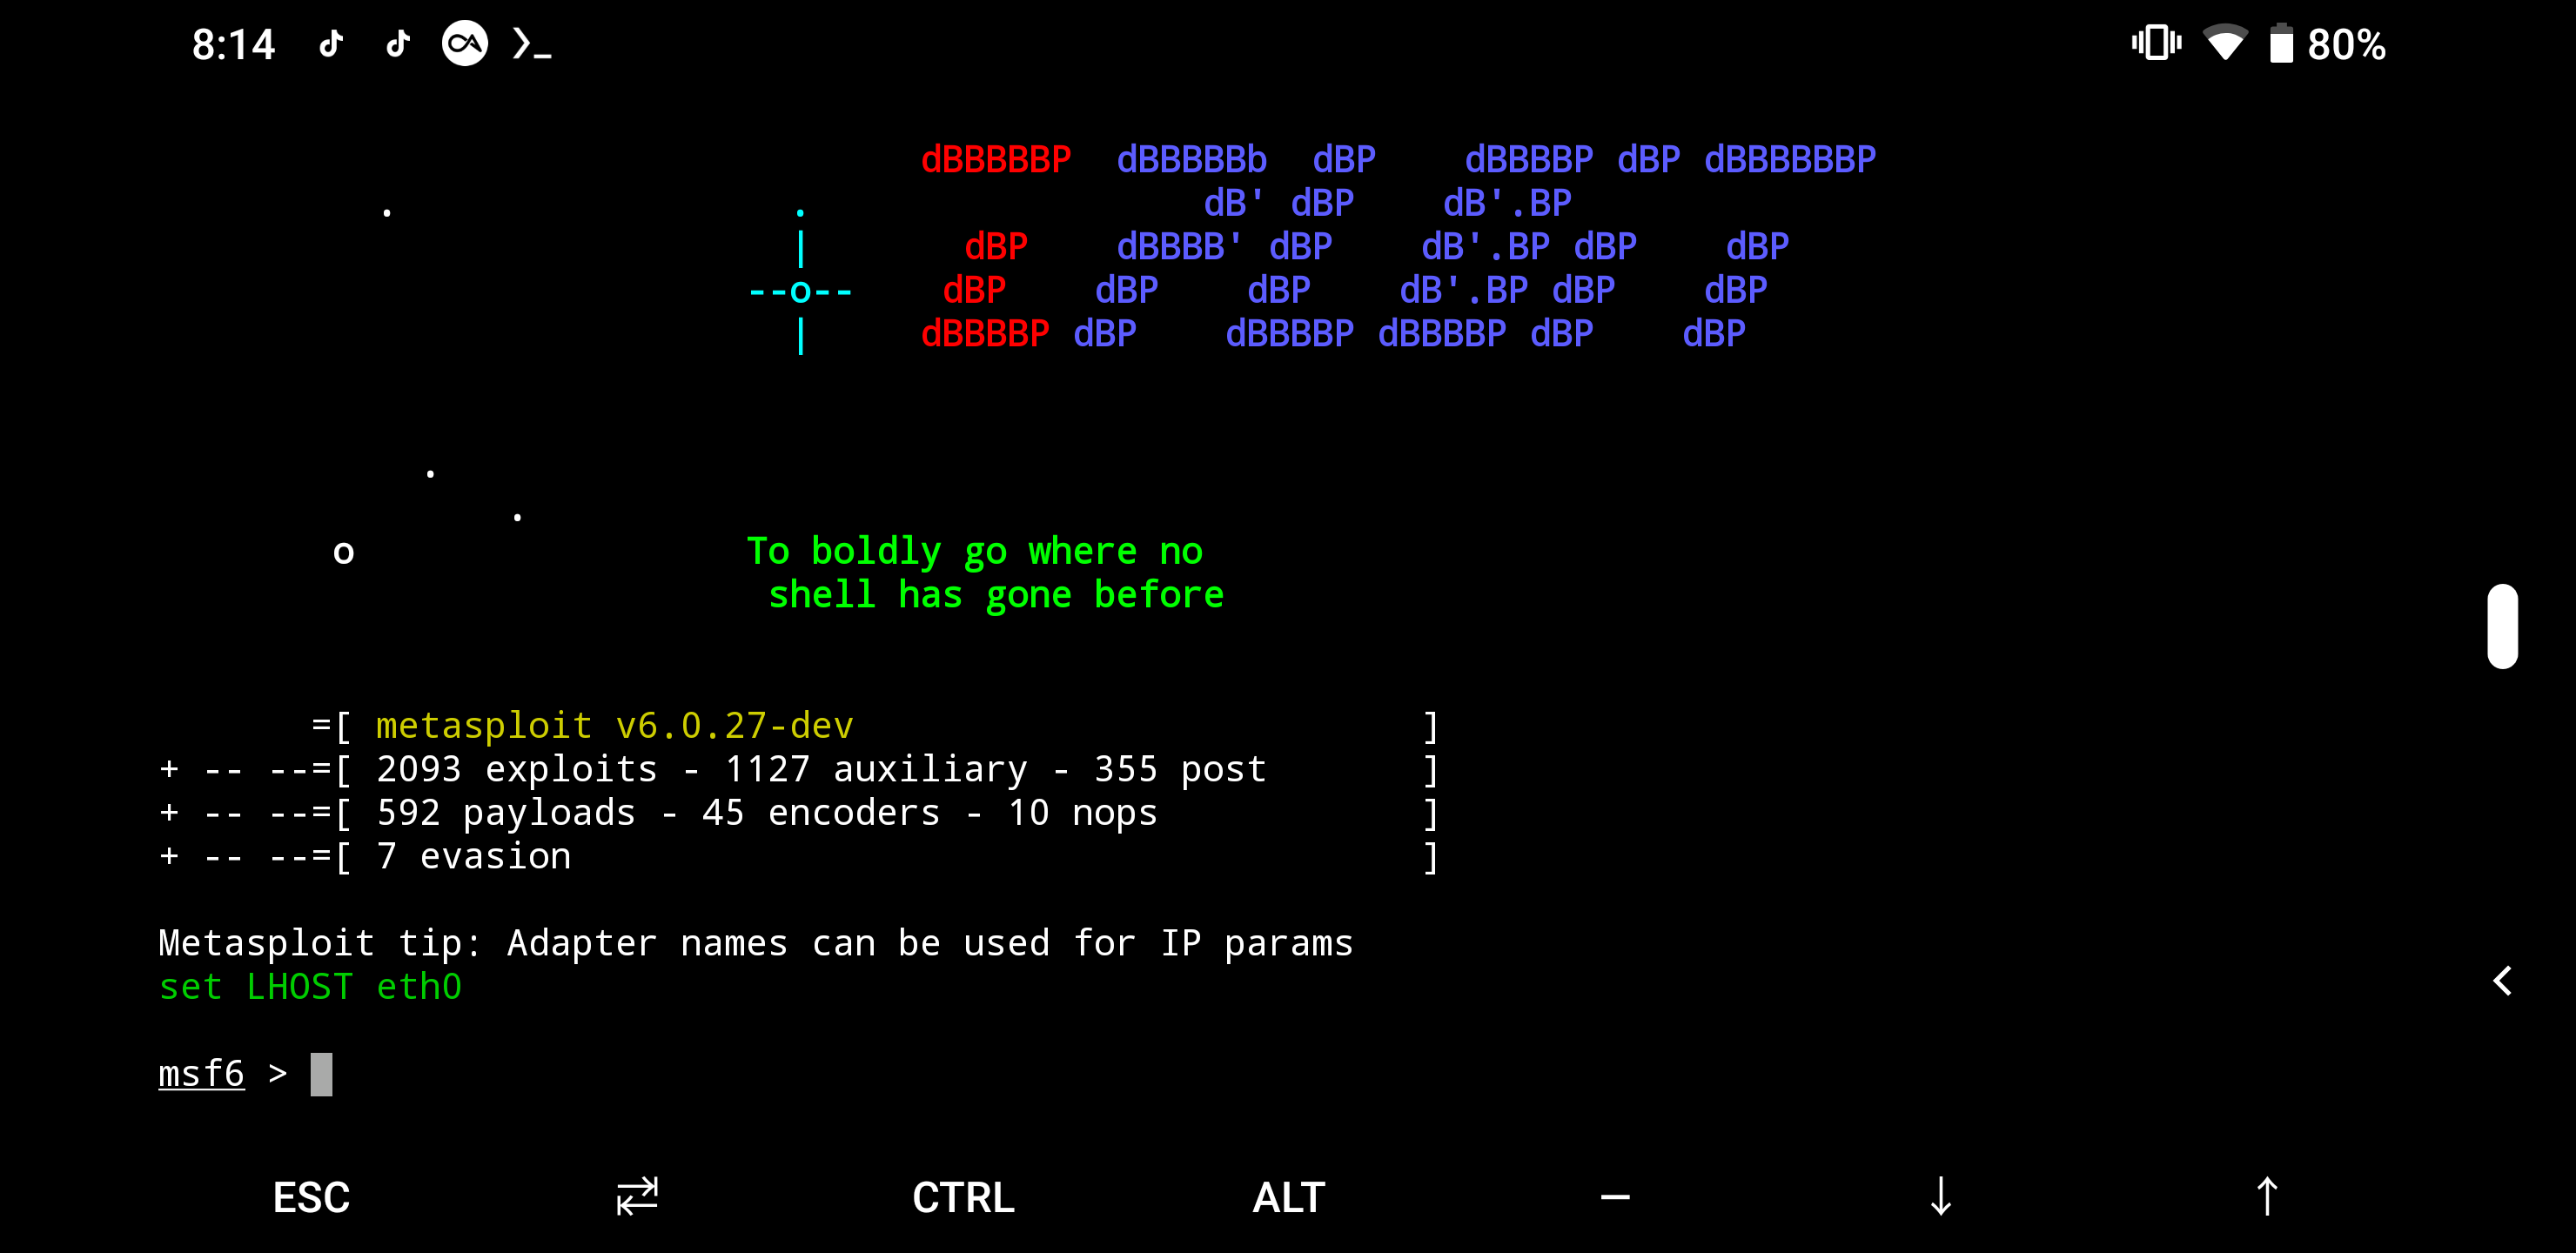 8:14 80%
dBBBBBBP  dBBBBBb  dBP    dBBBBP dBP dBBBBBBP
.                  .                  dB' dBP    dB'.BP
|       dBP    dBBBB' dBP    dB'.BP dBP    dBP
--o--    dBP    dBP    dBP    dB'.BP dBP    dBP
|     dBBBBP dBP    dBBBBP dBBBBP dBP    dBP
.
.
o                  To boldly go where no
shell has gone before
=[ metasploit v6.0.27-dev                          ]
+ -- --=[ 2093 exploits - 1127 auxiliary - 355 post       ]
+ -- --=[ 592 payloads - 45 encoders - 10 nops            ]
+ -- --=[ 7 evasion                                       ]
Metasploit tip: Adapter names can be used for IP params
set LHOST eth0
msf6 >
ESC ⇄ CTRL ALT – ↓ ↑